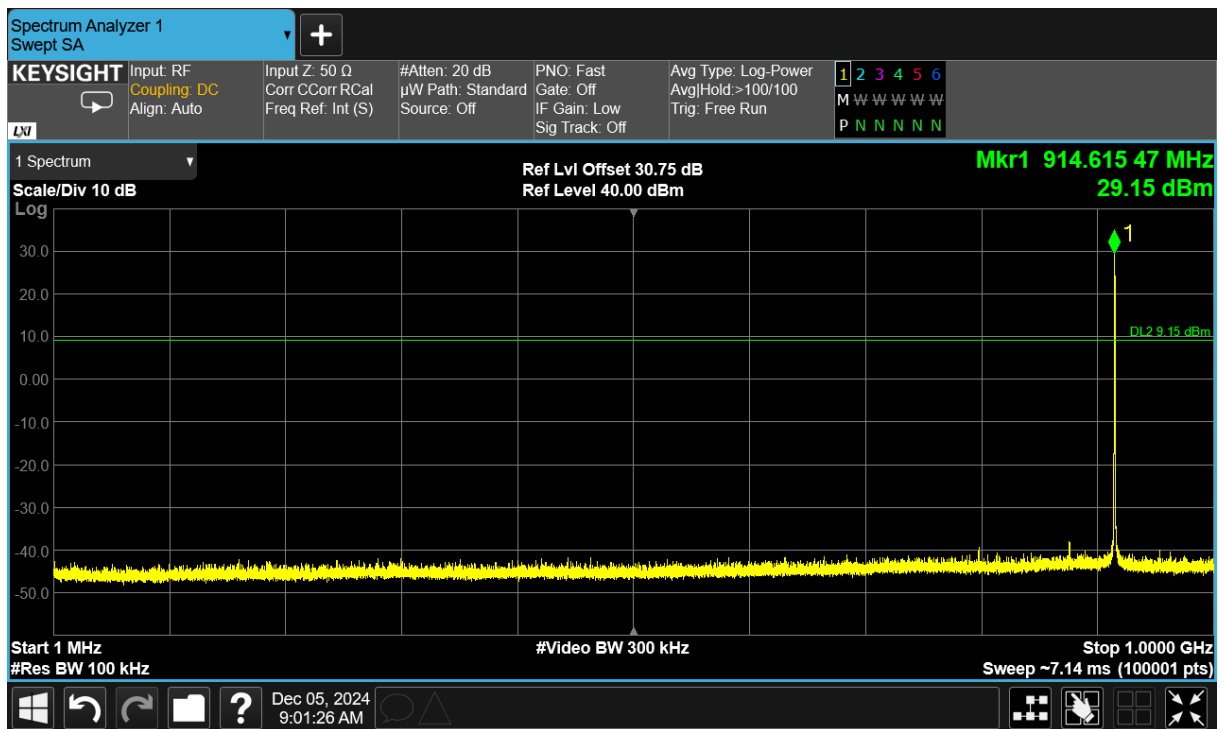 Spectrum Analyzer 1
Swept SA
KEYSIGHT
LXI
Input: RF
Coupling: DC
Align: Auto
Input Z: 50 Ω
Corr CCorr RCal
Freq Ref: Int (S)
#Atten: 20 dB
µW Path: Standard
Source: Off
PNO: Fast
Gate: Off
IF Gain: Low
Sig Track: Off
Avg Type: Log-Power
Avg|Hold:>100/100
Trig: Free Run
1 2 3 4 5 6
M W W W W W
P N N N N N
1 Spectrum
Scale/Div 10 dB
Log
Ref Lvl Offset 30.75 dB
Ref Level 40.00 dBm
Mkr1 914.615 47 MHz
29.15 dBm
1
30.0
20.0
10.0
DL2 9.15 dBm
0.00
-10.0
-20.0
-30.0
-40.0
-50.0
Start 1 MHz
#Video BW 300 kHz
Stop 1.0000 GHz
#Res BW 100 kHz
Sweep ~7.14 ms (100001 pts)
?
Dec 05, 2024
9:01:26 AM